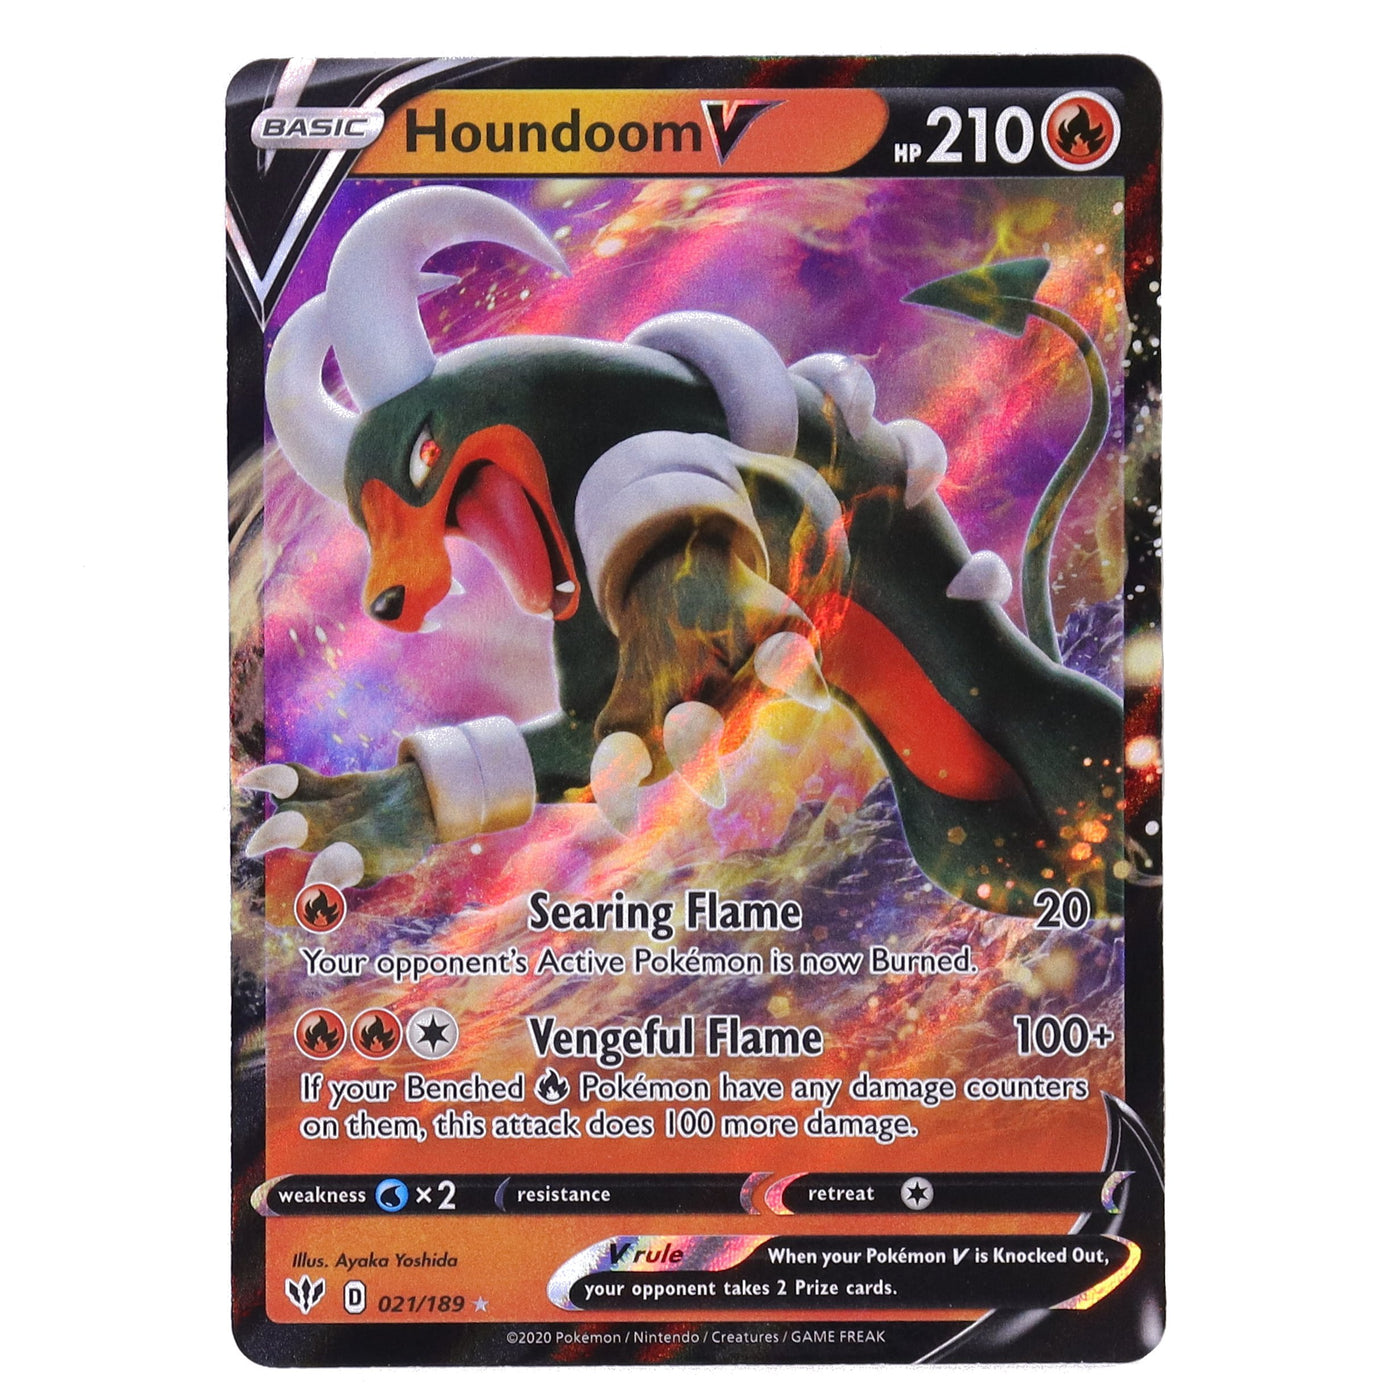 BASIC
Houndoom V
HP 210
Searing Flame 20
Your opponent's Active Pokémon is now Burned.
Vengeful Flame 100+
If your Benched Pokémon have any damage counters
on them, this attack does 100 more damage.
weakness ×2 resistance retreat
Illus. Ayaka Yoshida
V rule
When your Pokémon V is Knocked Out,
your opponent takes 2 Prize cards.
D 021/189
©2020 Pokémon / Nintendo / Creatures / GAME FREAK